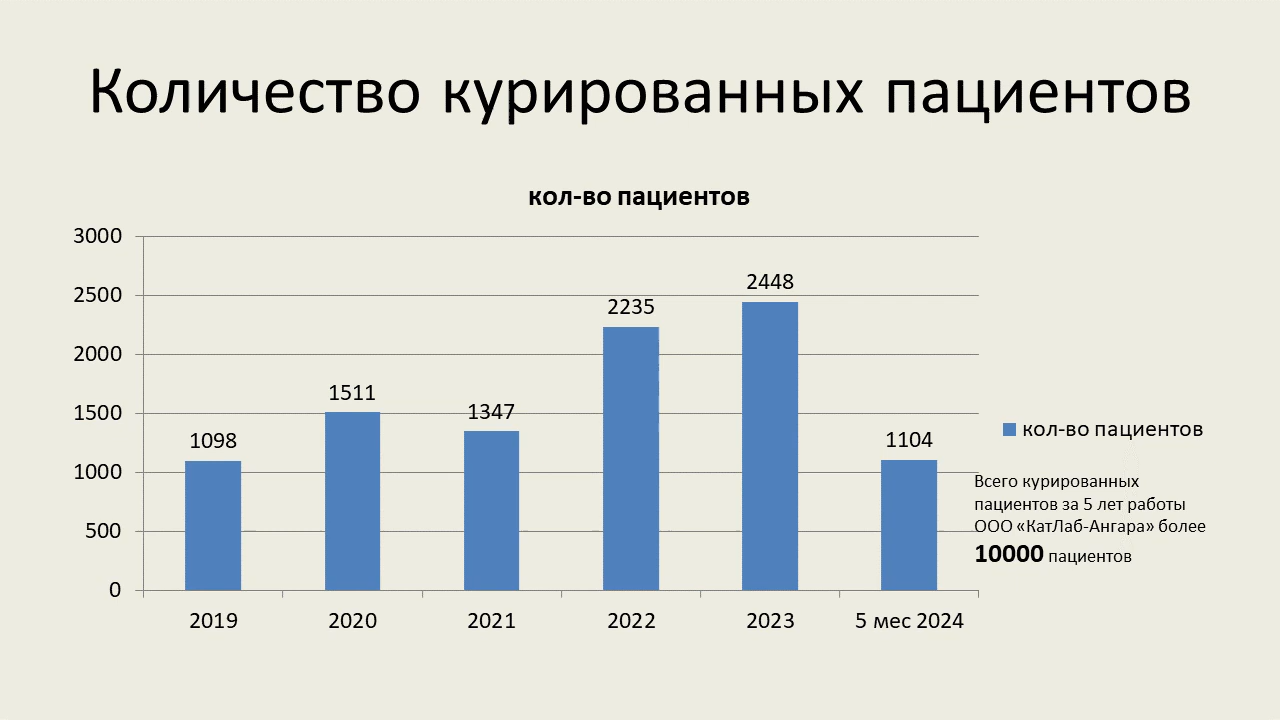 Количество курированных пациентов
кол-во пациентов
3000
2500
2000
1500
1000
500
0
1098
1511
1347
2235
2448
1104
2019
2020
2021
2022
2023
5 мес 2024
кол-во пациентов
Всего курированных
пациентов за 5 лет работы
ООО «КатЛаб-Ангара» более
10000 пациентов